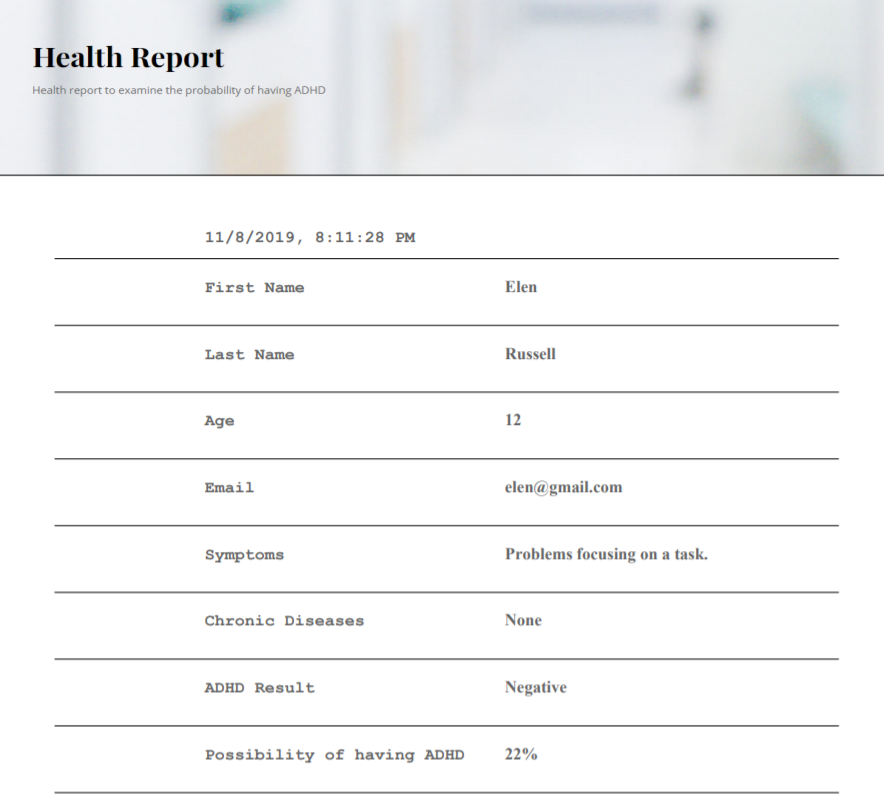 Health Report
Health report to examine the probability of having ADHD
11/8/2019, 8:11:28 PM
First Name Elen
Last Name Russell
Age 12
Email elen@gmail.com
Symptoms Problems focusing on a task.
Chronic Diseases None
ADHD Result Negative
Possibility of having ADHD 22%